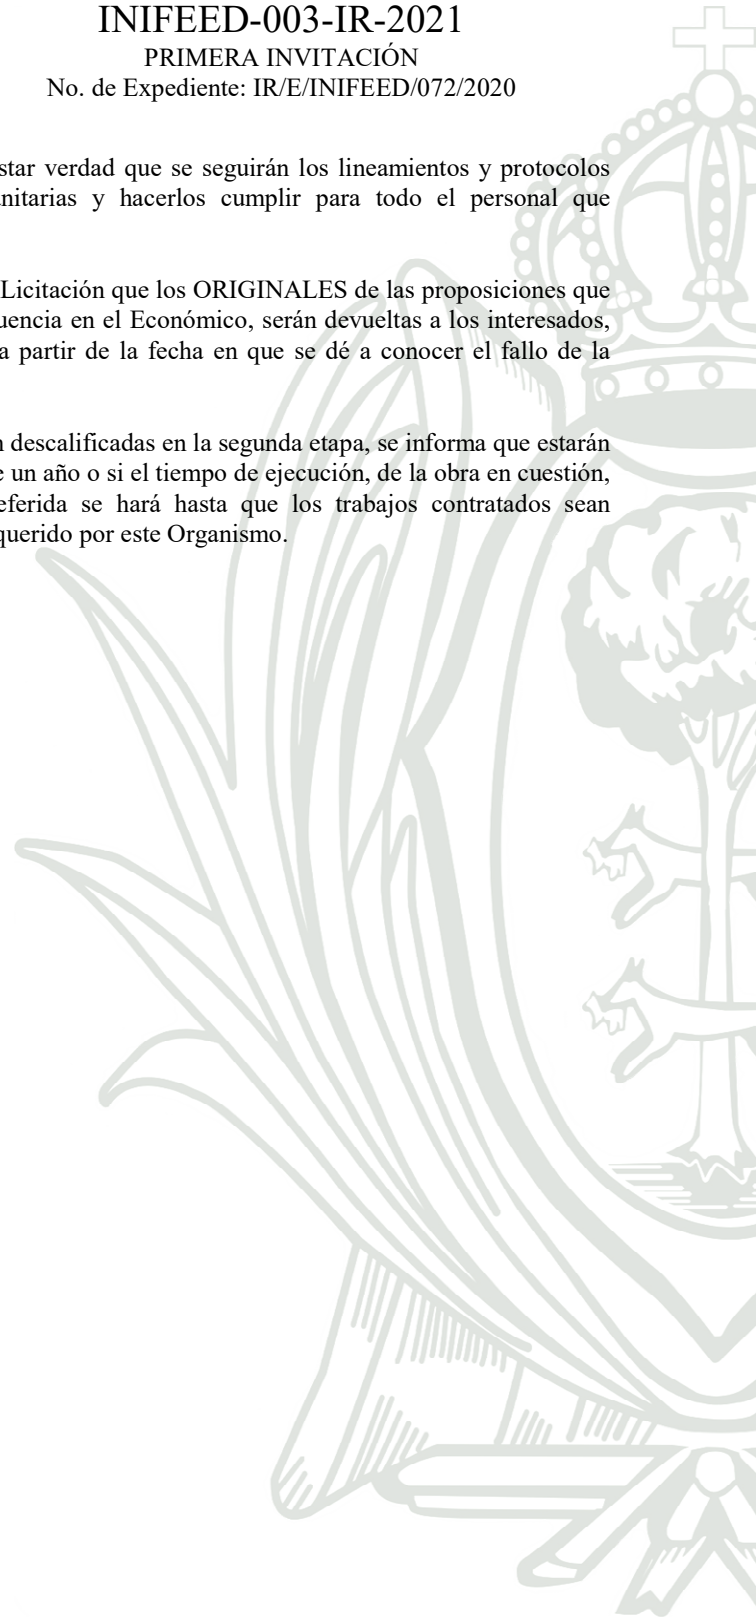 INIFEED-003-IR-2021
PRIMERA INVITACIÓN
No. de Expediente: IR/E/INIFEED/072/2020
star verdad que se seguirán los lineamientos y protocolos
nitarias y hacerlos cumplir para todo el personal que
Licitación que los ORIGINALES de las proposiciones que
uencia en el Económico, serán devueltas a los interesados,
a partir de la fecha en que se dé a conocer el fallo de la
n descalificadas en la segunda etapa, se informa que estarán
e un año o si el tiempo de ejecución, de la obra en cuestión,
eferida se hará hasta que los trabajos contratados sean
querido por este Organismo.